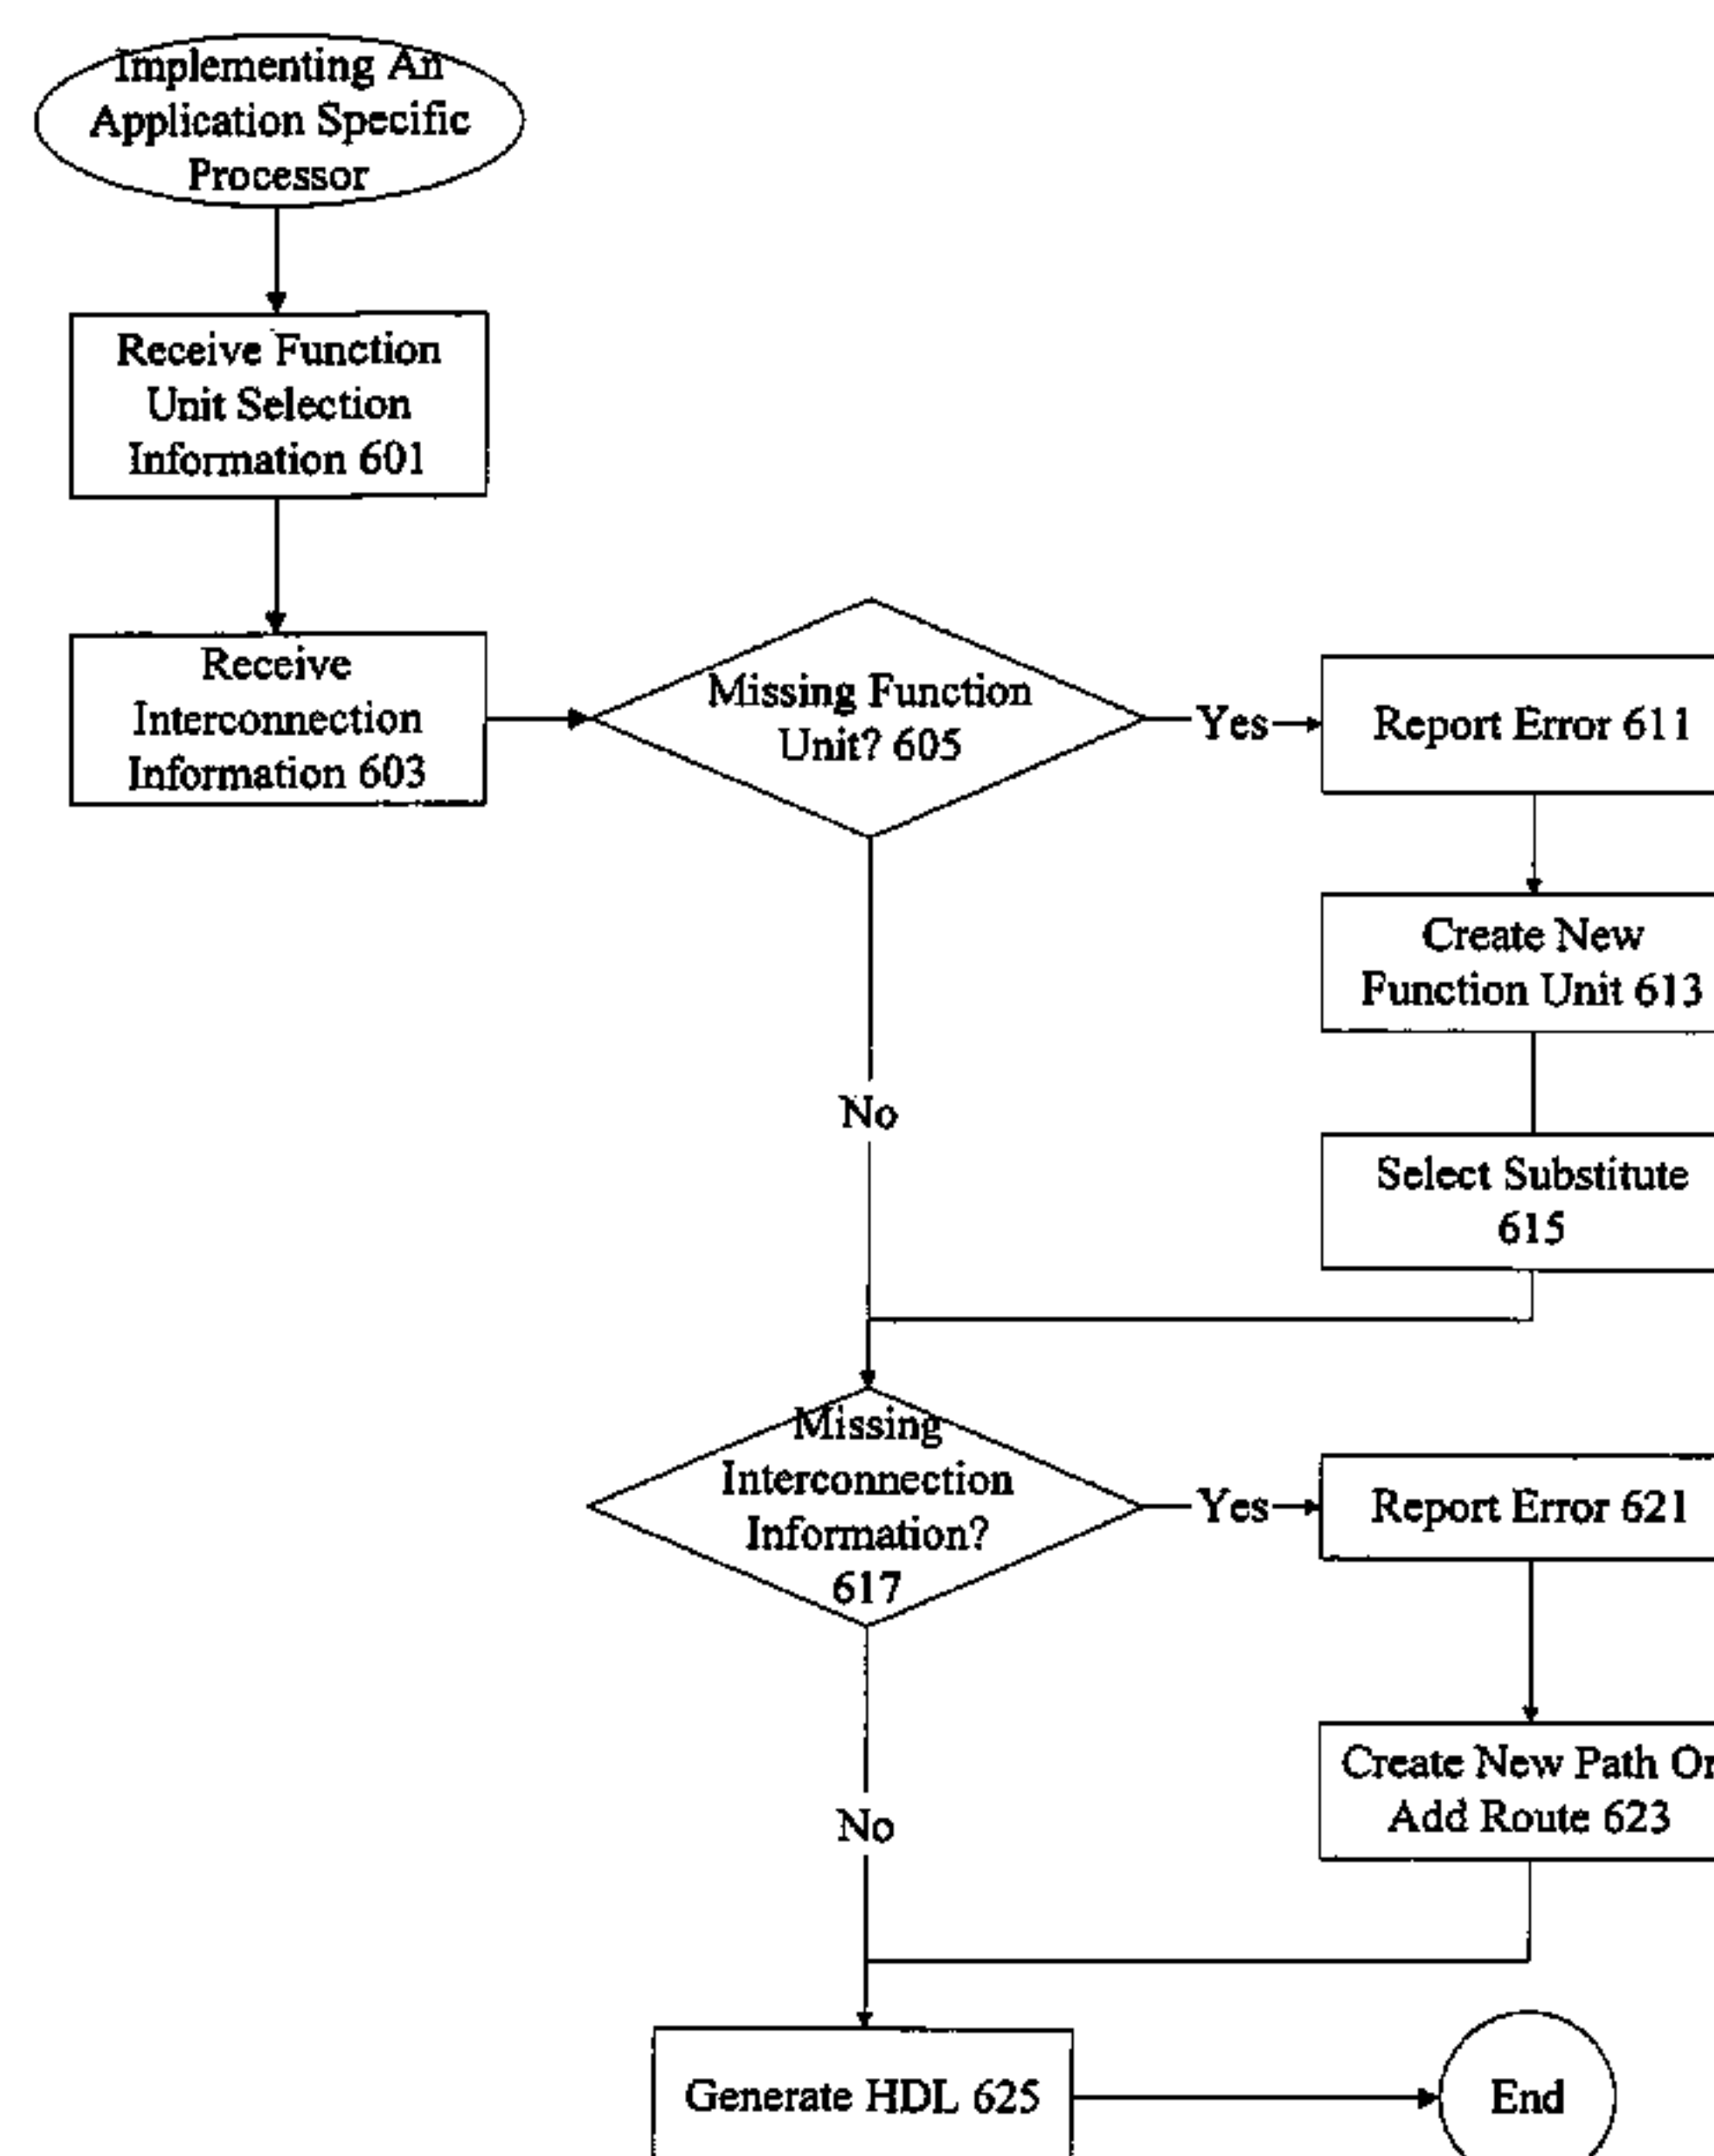 Implementing An
Application Specific
Processor
Receive Function
Unit Selection
Information 601
Receive
Interconnection
Information 603
Missing Function
Unit? 605
Yes
Report Error 611
Create New
Function Unit 613
No
Select Substitute
615
Missing
Interconnection
Information?
617
Yes
Report Error 621
Create New Path Or
Add Route 623
No
Generate HDL 625
End